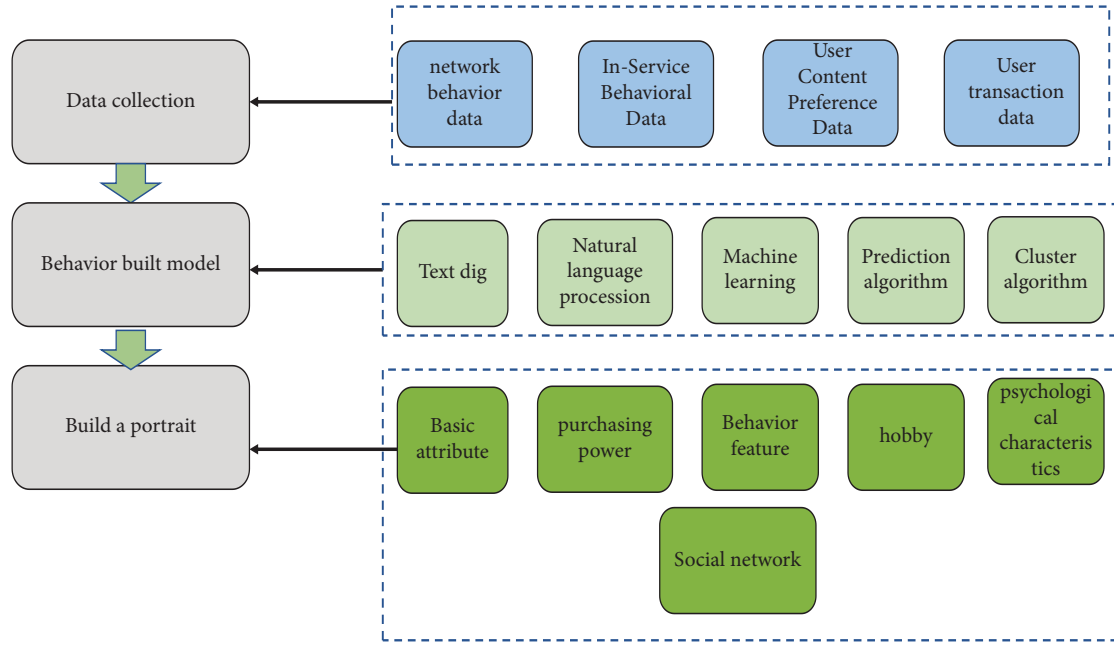 Data collection
network
behavior
data
In-Service
Behavioral
Data
User
Content
Preference
Data
User
transaction
data
Behavior built model
Text dig
Natural
language
procession
Machine
learning
Prediction
algorithm
Cluster
algorithm
Build a portrait
Basic
attribute
purchasing
power
Behavior
feature
hobby
psychologi
cal
characteris
tics
Social network